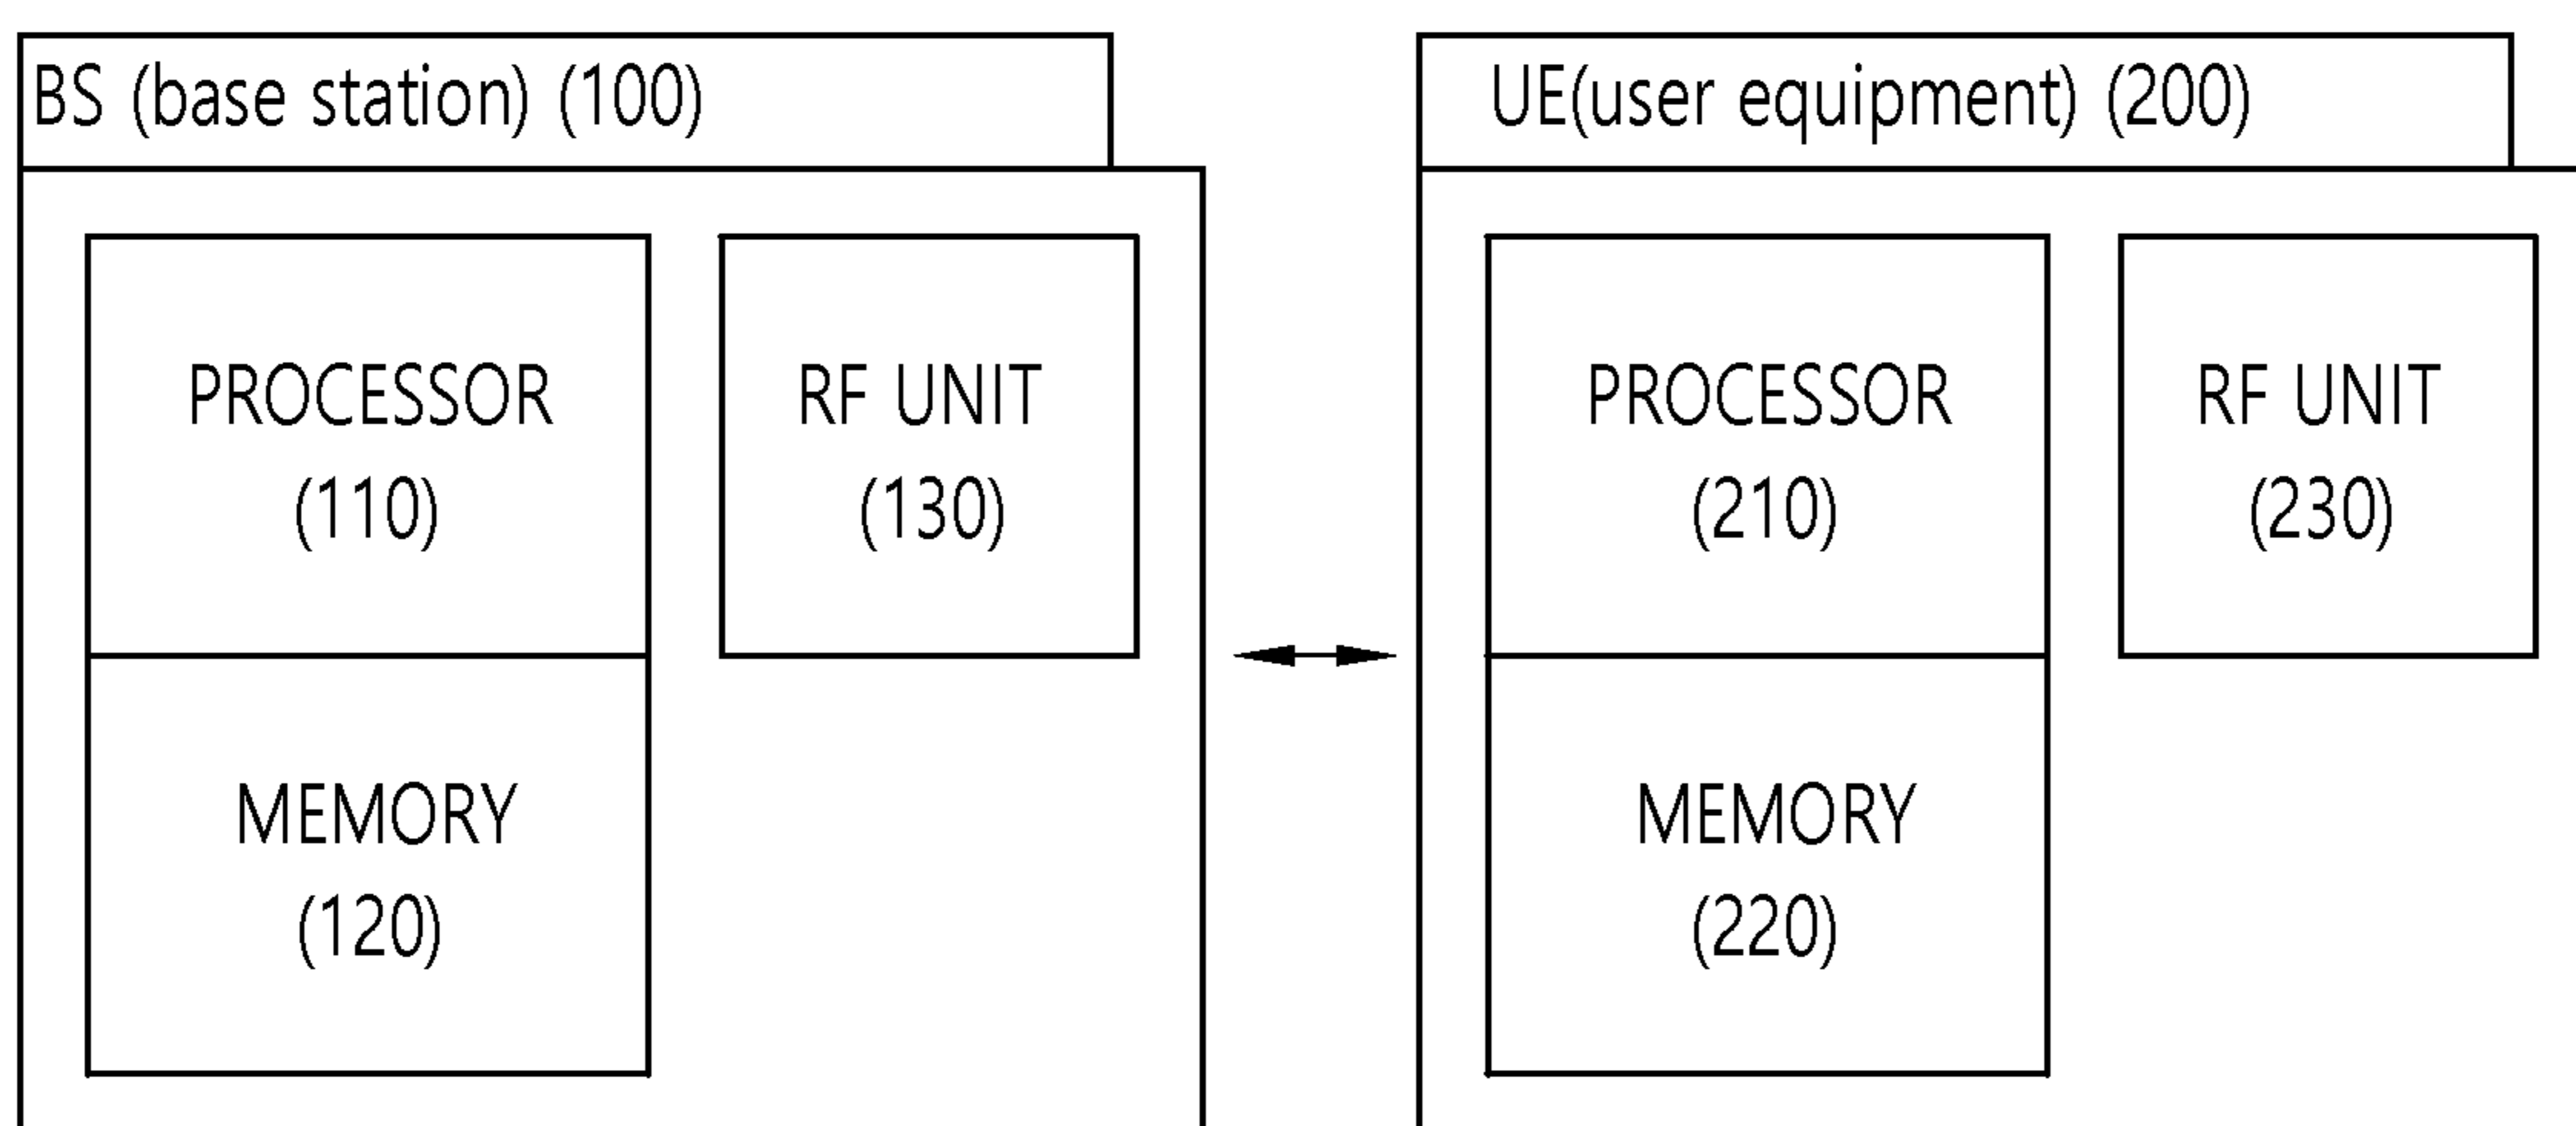 BS (base station) (100)
PROCESSOR
(110)
RF UNIT
(130)
MEMORY
(120)
UE(user equipment) (200)
PROCESSOR
(210)
RF UNIT
(230)
MEMORY
(220)